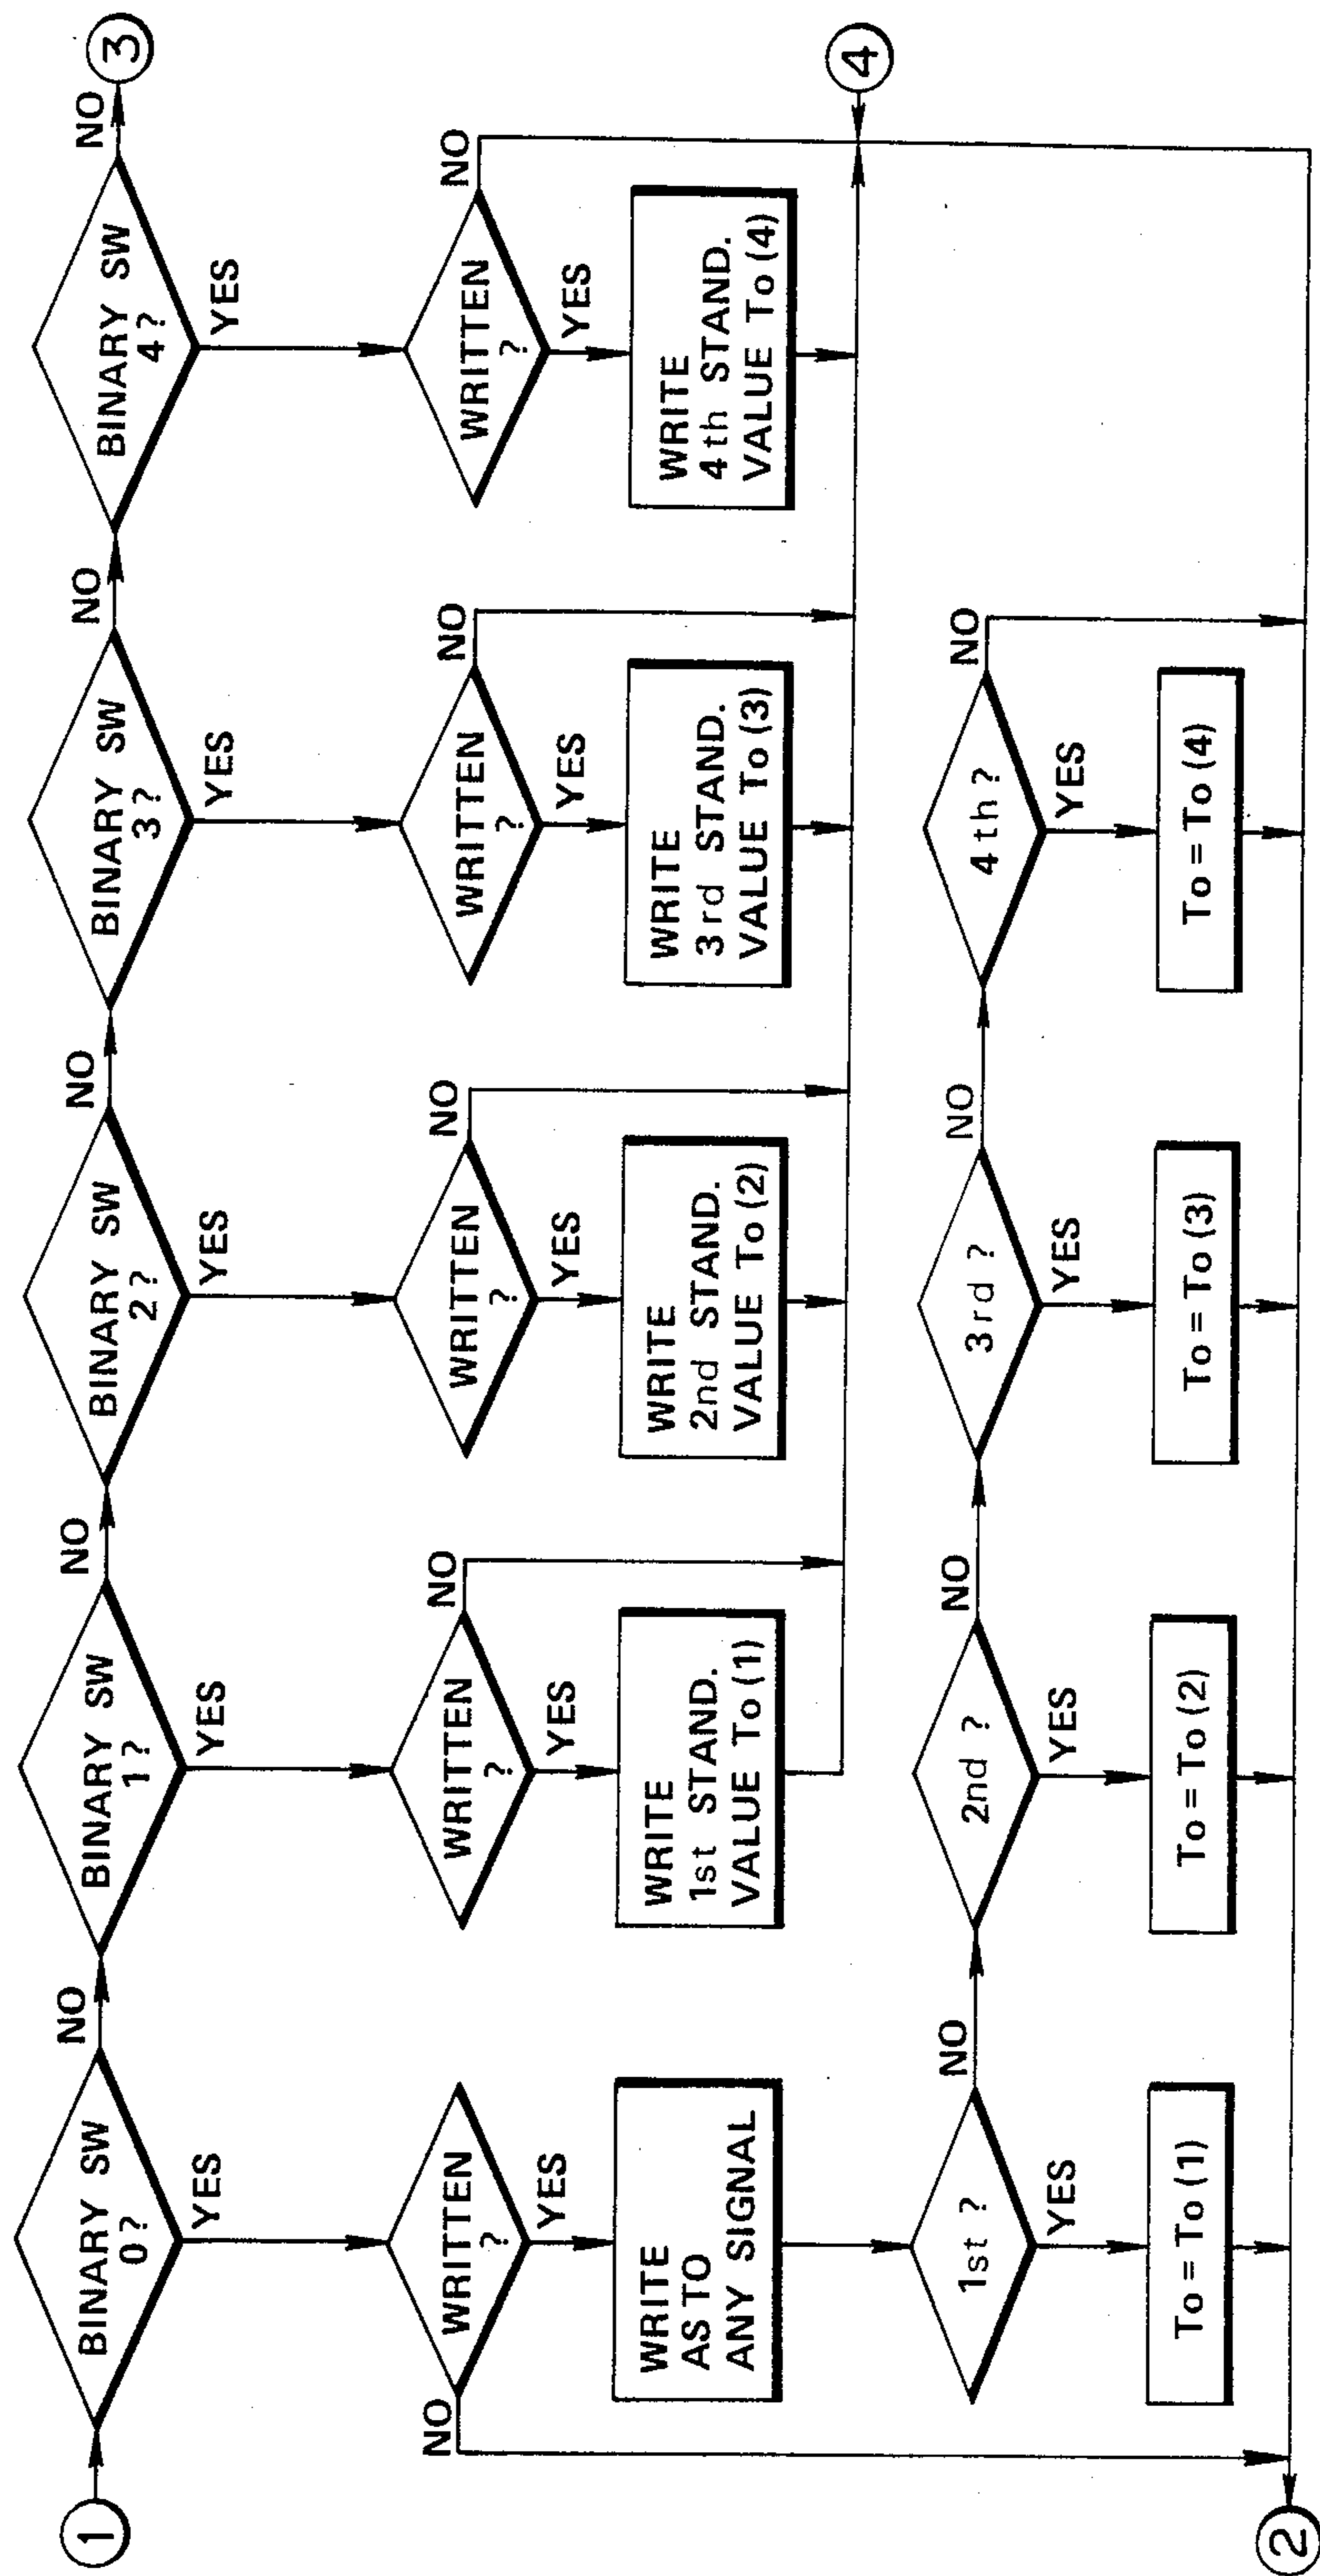 1
BINARY SW
0?
NO
YES
BINARY SW
1?
NO
YES
BINARY SW
2?
NO
YES
BINARY SW
3?
NO
YES
BINARY SW
4?
NO
YES
3
NO
WRITTEN
?
YES
WRITTEN
?
NO
YES
WRITTEN
?
NO
YES
WRITTEN
?
NO
YES
WRITTEN
?
NO
YES
WRITE
AS TO
ANY SIGNAL
WRITE
1st STAND.
VALUE To (1)
WRITE
2nd STAND.
VALUE To (2)
WRITE
3rd STAND.
VALUE To (3)
WRITE
4th STAND.
VALUE To (4)
4
1st ?
NO
YES
2nd ?
NO
YES
3rd ?
NO
YES
4th ?
NO
YES
To = To (1)
To = To (2)
To = To (3)
To = To (4)
2